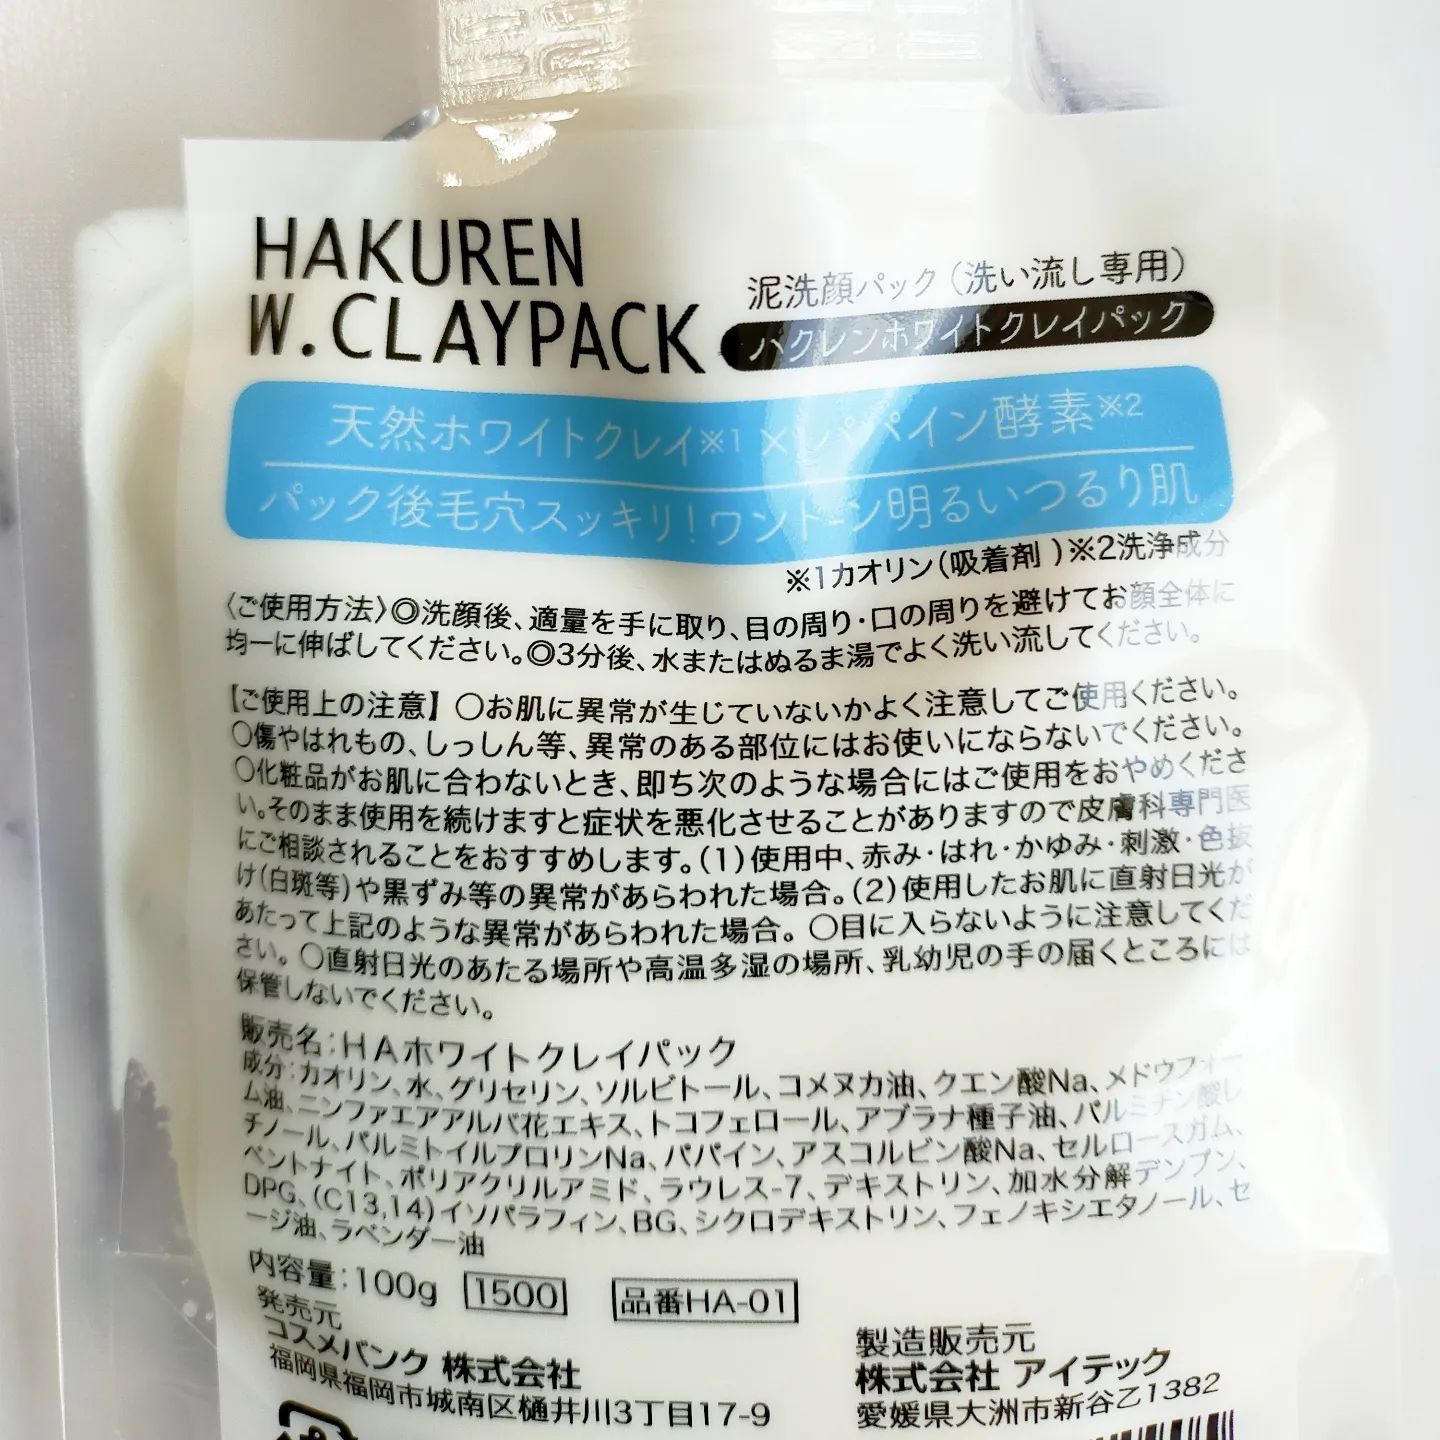 HAKUREN
W.CLAYPACK
泥洗顔パック(洗い流し専用)
ハクレンホワイトクレイパック
天然ホワイトクレイ※1×パパイン酵素※2
パック後毛穴スッキリ!ワントーン明るいつるり肌
※1カオリン(吸着剤 )※2洗浄成分
〈ご使用方法〉◎洗顔後、適量を手に取り、目の周り・口の周りを避けてお顔全体に
均一に伸ばしてください。◎3分後、水またはぬるま湯でよく洗い流してください。
【ご使用上の注意】○お肌に異常が生じていないかよく注意してご使用ください。
○傷やはれもの、しっしん等、異常のある部位にはお使いにならないでください。
○化粧品がお肌に合わないとき、即ち次のような場合にはご使用をおやめくださ
い。そのまま使用を続けますと症状を悪化させることがありますので皮膚科専門医
にご相談されることをおすすめします。(1)使用中、赤み・はれ・かゆみ・刺激・色抜
け(白斑等)や黒ずみ等の異常があらわれた場合。(2)使用したお肌に直射日光が
あたって上記のような異常があらわれた場合。○目に入らないように注意してくだ
さい。○直射日光のあたる場所や高温多湿の場所、乳幼児の手の届くところには
保管しないでください。
販売名:HAホワイトクレイパック
成分:カオリン、水、グリセリン、ソルビトール、コメヌカ油、クエン酸Na、メドウフォー
ム油、ニンファエアアルバ花エキス、トコフェロール、アブラナ種子油、パルミチン酸レ
チノール、パルミトイルプロリンNa、パパイン、アスコルビン酸Na、セルロースガム、
ベントナイト、ポリアクリルアミド、ラウレス-7、デキストリン、加水分解デンプン、
DPG、(C13,14)イソパラフィン、BG、シクロデキストリン、フェノキシエタノール、セ
ージ油、ラベンダー油
内容量:100g 1500 品番HA-01
発売元
コスメバンク 株式会社
福岡県福岡市城南区樋井川3丁目17-9
製造販売元
株式会社 アイテック
愛媛県大洲市新谷乙1382